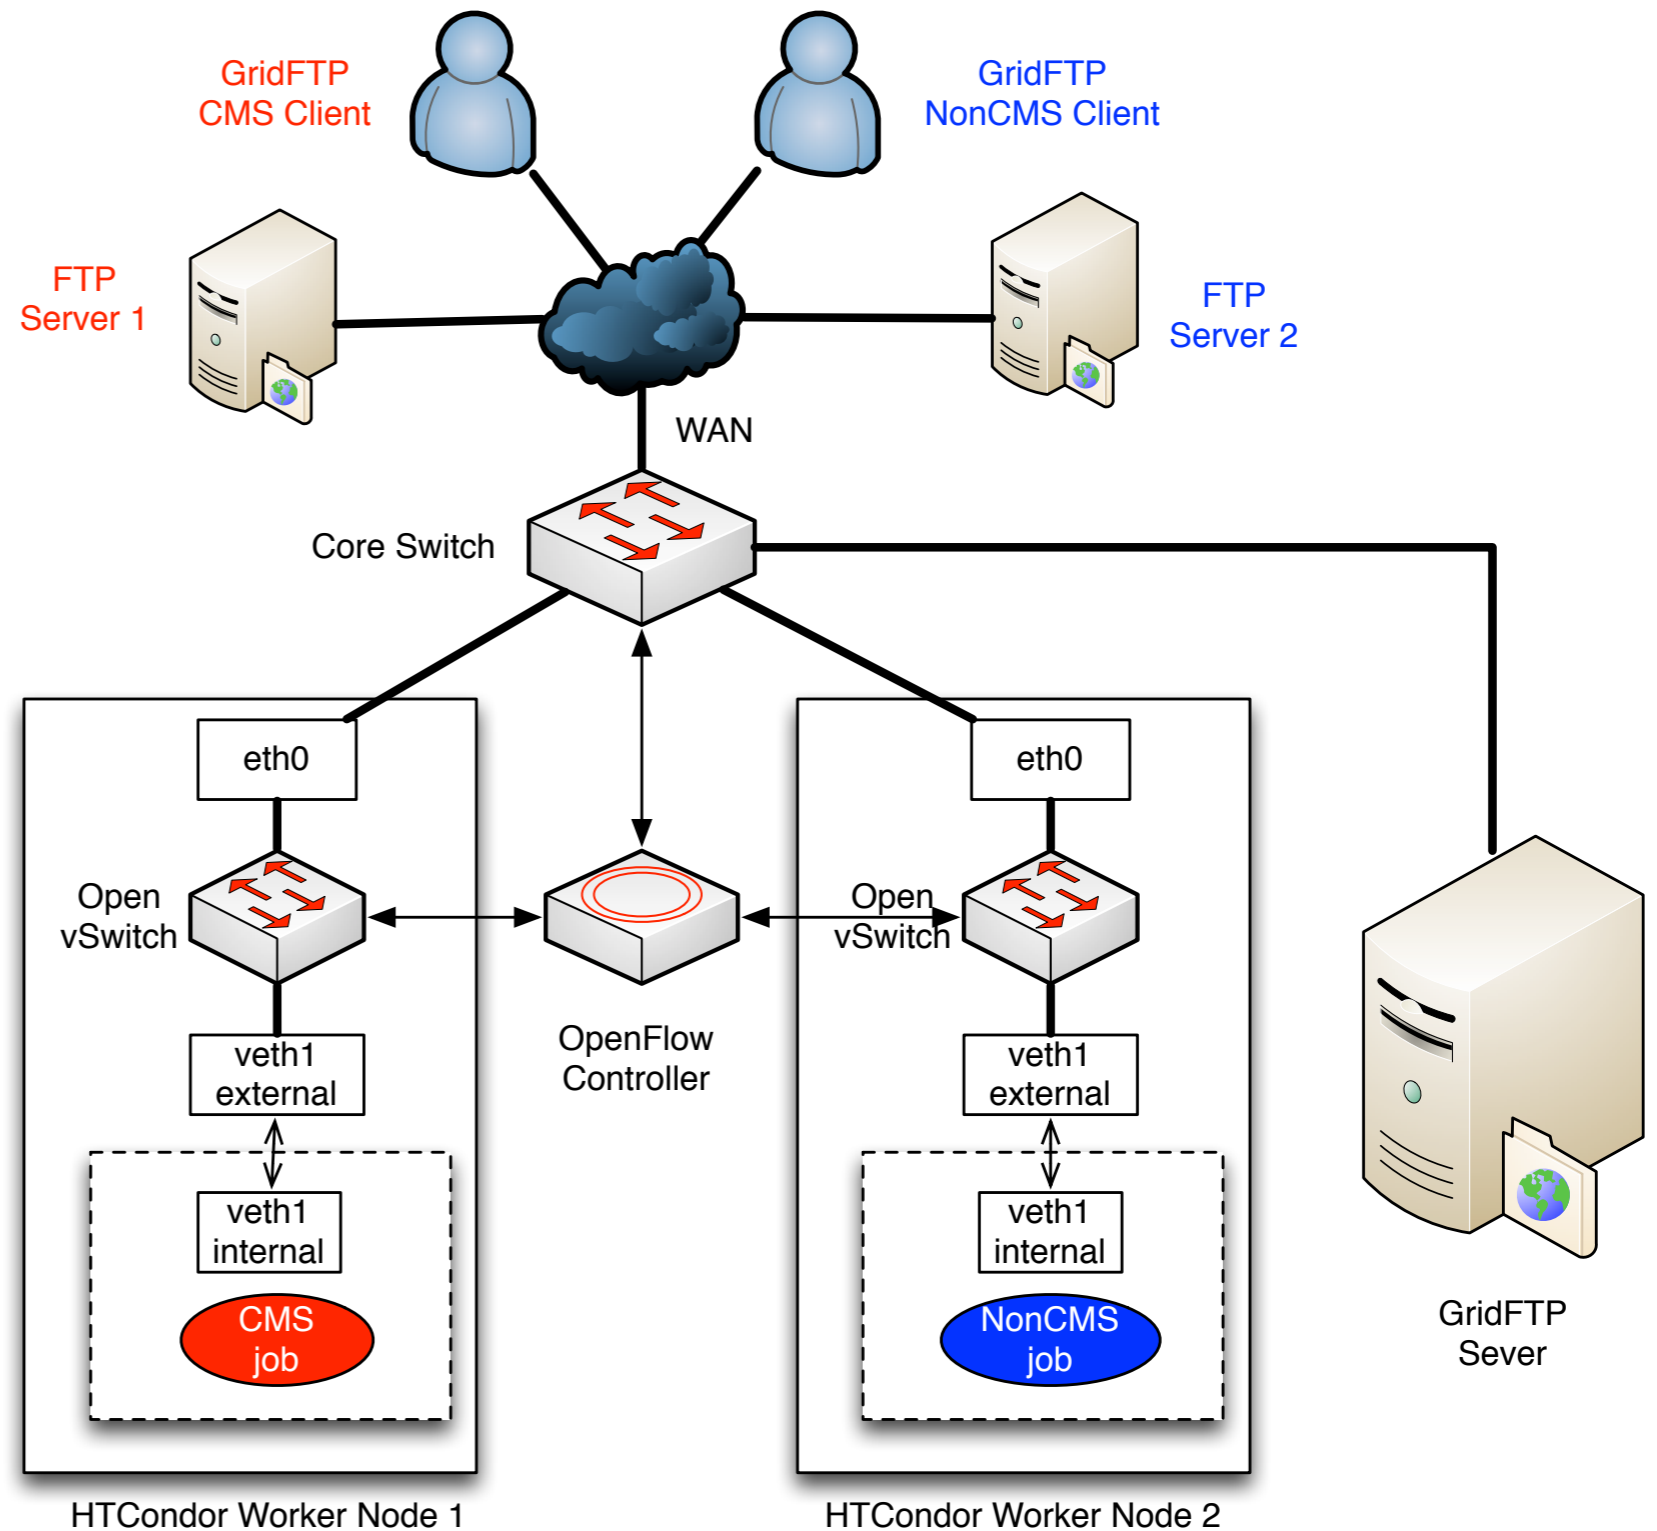 GridFTP
CMS Client
GridFTP
NonCMS Client
FTP
Server 1
FTP
Server 2
WAN
Core Switch
eth0
eth0
Open
vSwitch
Open
vSwitch
OpenFlow
Controller
veth1
external
veth1
external
veth1
internal
veth1
internal
CMS
job
NonCMS
job
GridFTP
Sever
HTCondor Worker Node 1
HTCondor Worker Node 2